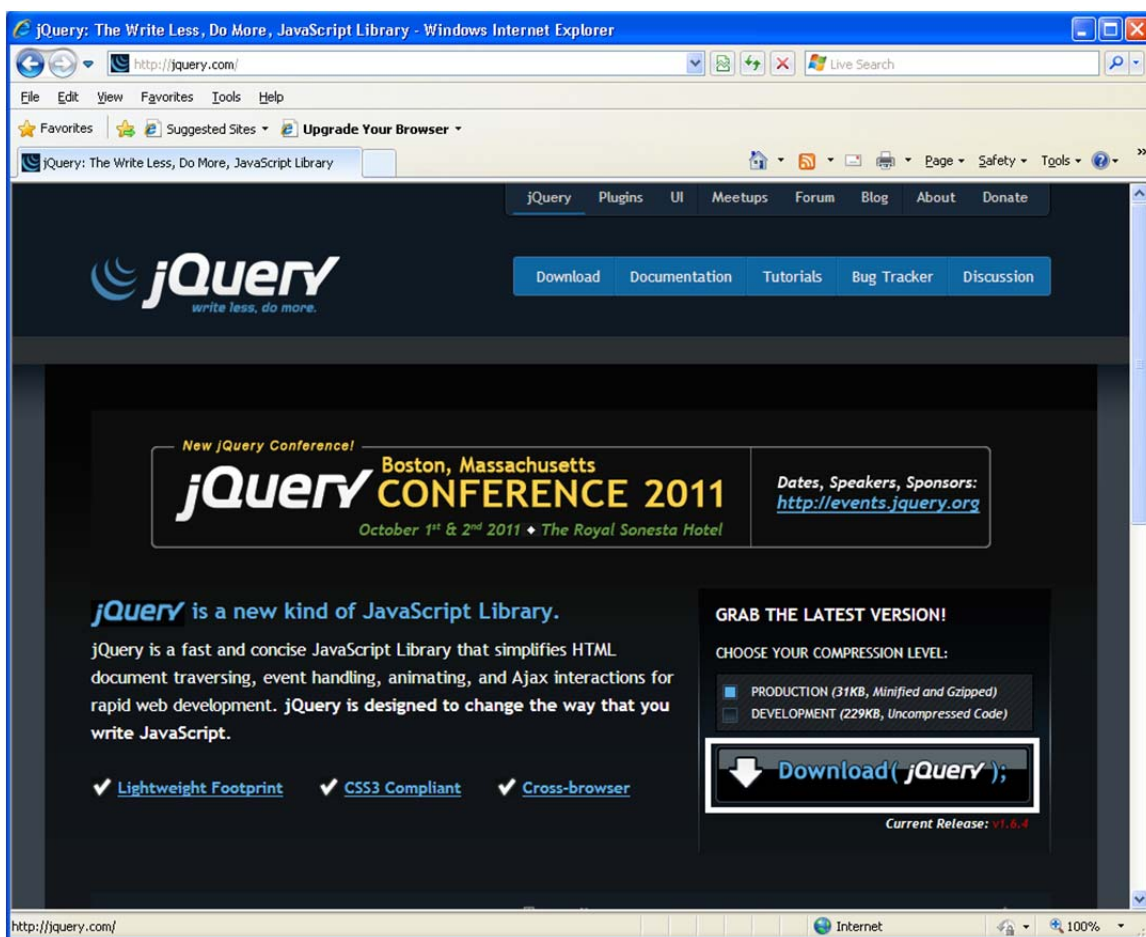 jQuery: The Write Less, Do More, JavaScript Library - Windows Internet Explorer
http://jquery.com/
Live Search
File Edit View Favorites Tools Help
Favorites Suggested Sites Upgrade Your Browser
jQuery: The Write Less, Do More, JavaScript Library
Page Safety Tools
jQuery Plugins UI Meetups Forum Blog About Donate
jQuery
write less, do more.
Download Documentation Tutorials Bug Tracker Discussion
New jQuery Conference!
jQuery Boston, Massachusetts
CONFERENCE 2011
October 1st & 2nd 2011 ◆ The Royal Sonesta Hotel
Dates, Speakers, Sponsors:
http://events.jquery.org
jQuery is a new kind of JavaScript Library.
jQuery is a fast and concise JavaScript Library that simplifies HTML
document traversing, event handling, animating, and Ajax interactions for
rapid web development. jQuery is designed to change the way that you
write JavaScript.
Lightweight Footprint CSS3 Compliant Cross-browser
GRAB THE LATEST VERSION!
CHOOSE YOUR COMPRESSION LEVEL:
PRODUCTION (31KB, Minified and Gzipped)
DEVELOPMENT (229KB, Uncompressed Code)
Download( jQuery );
Current Release: v1.6.4
http://jquery.com/
Internet
100%